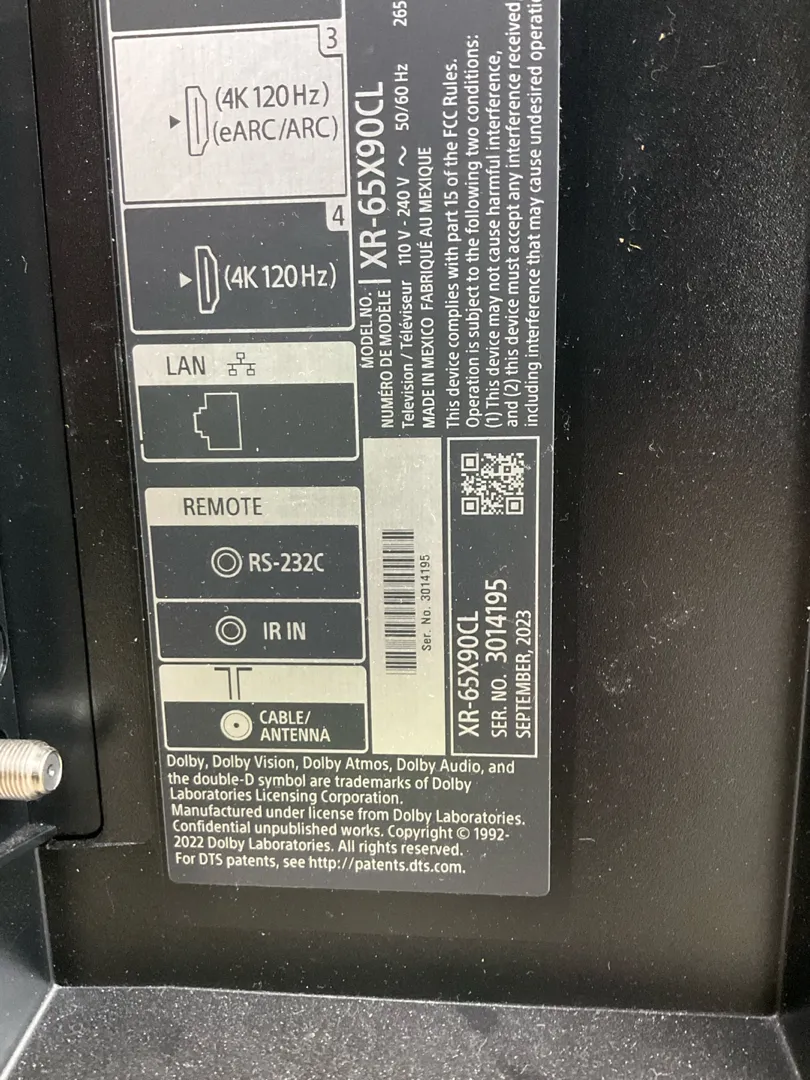 3
(4K 120Hz)
(eARC/ARC)
4
(4K 120Hz)
LAN
REMOTE
RS-232C
IR IN
CABLE/
ANTENNA
MODEL NO.
NUMÉRO DE MODÈLE
XR-65X90CL
Television / Téléviseur 110 V - 240 V ~ 50/60 Hz 265
MADE IN MEXICO FABRIQUÉ AU MEXIQUE
This device complies with part 15 of the FCC Rules.
Operation is subject to the following two conditions:
(1) This device may not cause harmful interference,
and (2) this device must accept any interference received,
including interference that may cause undesired
Ser. No. 3014195
XR-65X90CL
SER. NO. 3014195
SEPTEMBER, 2023
Dolby, Dolby Vision, Dolby Atmos, Dolby Audio, and
the double-D symbol are trademarks of Dolby
Laboratories Licensing Corporation.
Manufactured under license from Dolby Laboratories.
Confidential unpublished works. Copyright © 1992-
2022 Dolby Laboratories. All rights reserved.
For DTS patents, see http://patents.dts.com.